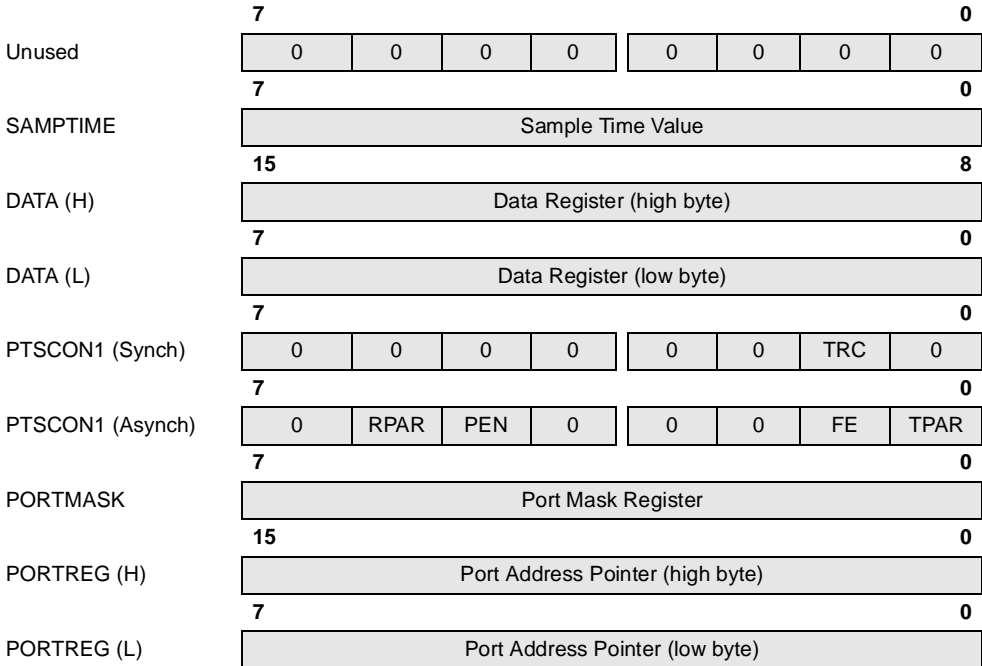 7 0
Unused 0 0 0 0 0 0 0 0
7 0
SAMPTIME Sample Time Value
15 8
DATA (H) Data Register (high byte)
7 0
DATA (L) Data Register (low byte)
7 0
PTSCON1 (Synch) 0 0 0 0 0 0 TRC 0
7 0
PTSCON1 (Asynch) 0 RPAR PEN 0 0 0 FE TPAR
7 0
PORTMASK Port Mask Register
15 0
PORTREG (H) Port Address Pointer (high byte)
7 0
PORTREG (L) Port Address Pointer (low byte)